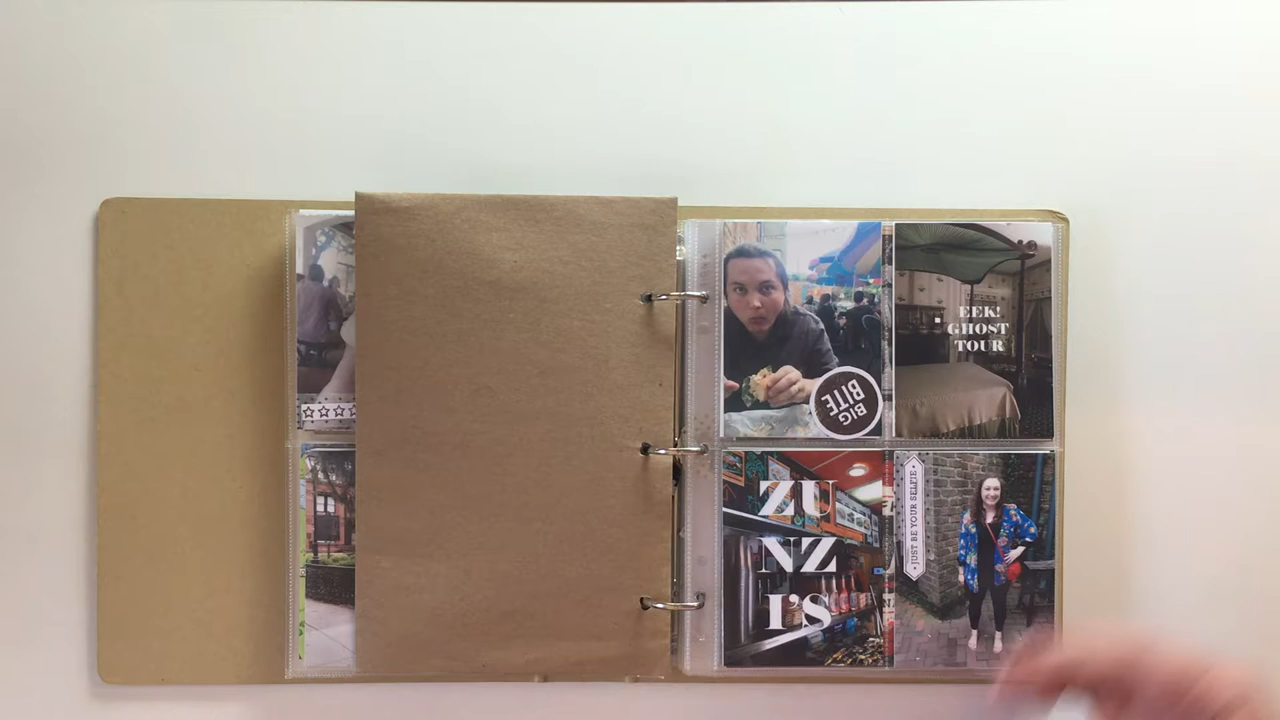 BIG
BITE
EEK!
GHOST
TOUR
ZU
NZ
I'S
• JUST BE YOUR SELFIE •